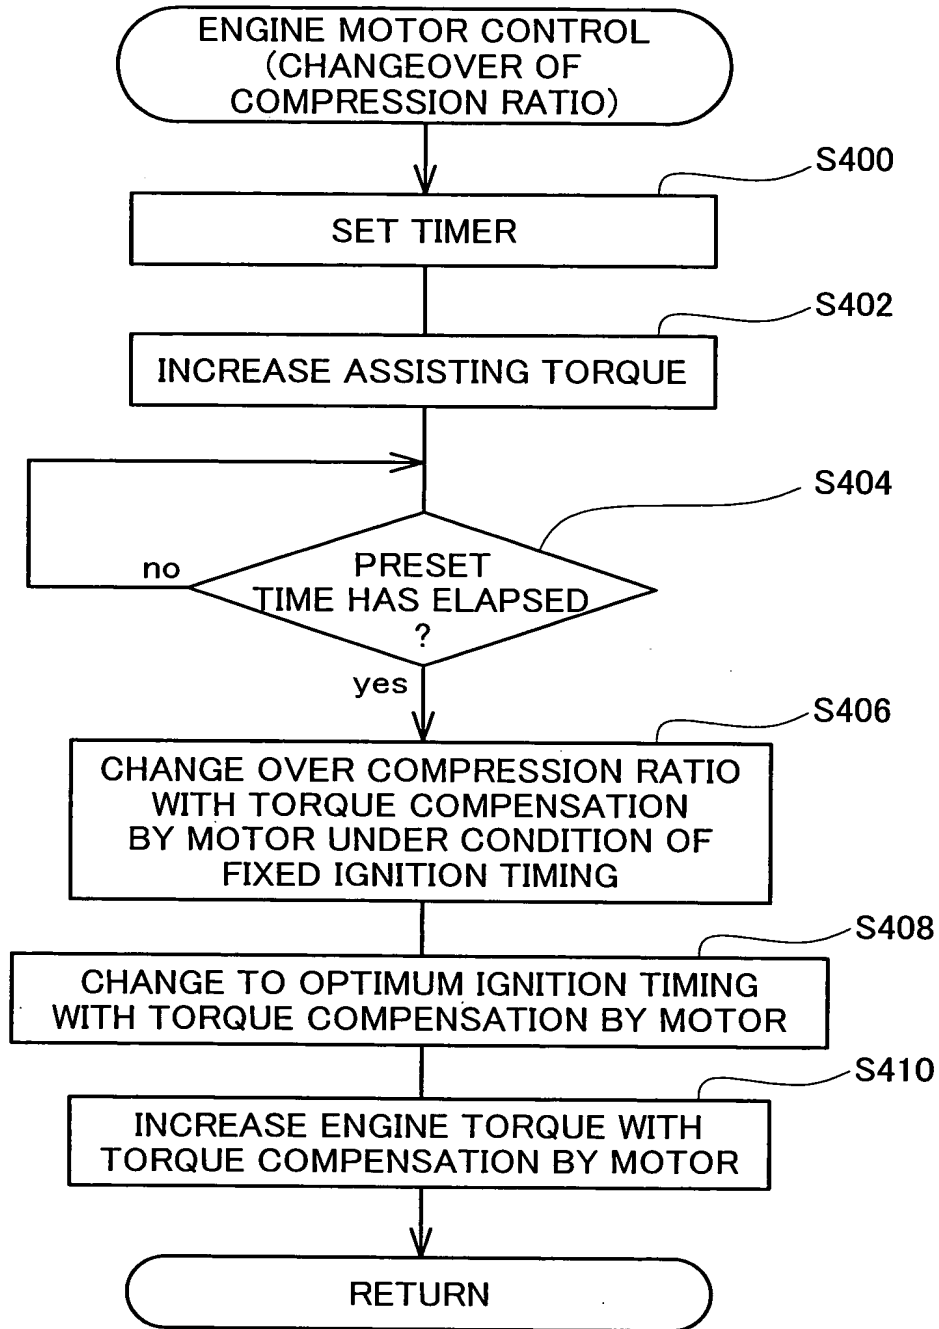 ENGINE MOTOR CONTROL
(CHANGEOVER OF
COMPRESSION RATIO)
S400
SET TIMER
S402
INCREASE ASSISTING TORQUE
S404
PRESET
TIME HAS ELAPSED
?
no
yes
S406
CHANGE OVER COMPRESSION RATIO
WITH TORQUE COMPENSATION
BY MOTOR UNDER CONDITION OF
FIXED IGNITION TIMING
S408
CHANGE TO OPTIMUM IGNITION TIMING
WITH TORQUE COMPENSATION BY MOTOR
S410
INCREASE ENGINE TORQUE WITH
TORQUE COMPENSATION BY MOTOR
RETURN